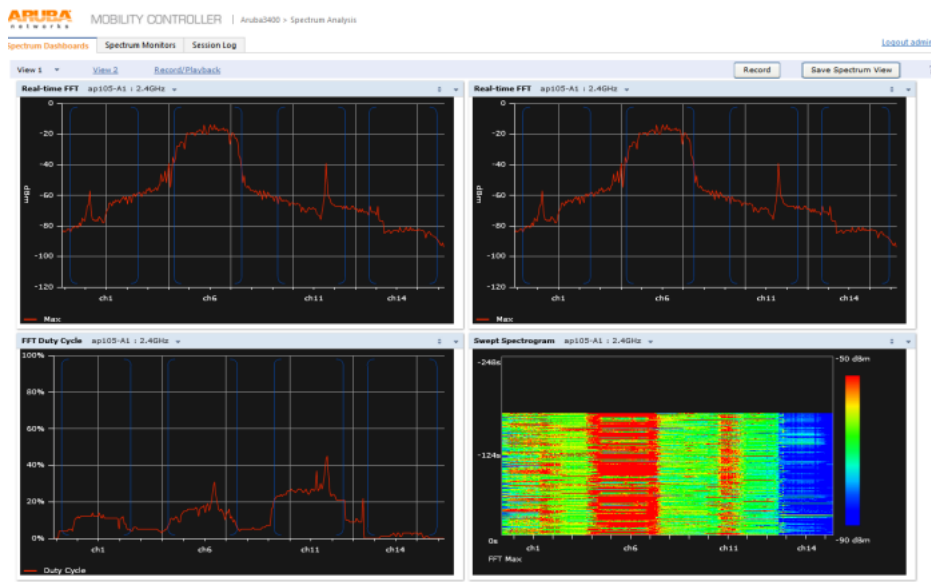 ARUBA networks MOBILITY CONTROLLER | Aruba3400 > Spectrum Analysis
Spectrum Dashboards Spectrum Monitors Session Log Logout admin
View 1 View 2 Record/Playback Record Save Spectrum View
Real-time FFT ap105-A1 : 2.4GHz
0
-20
-40
dBm
-60
-80
-100
-120
ch1 ch6 ch11 ch14
Max
Real-time FFT ap105-A1 : 2.4GHz
0
-20
-40
dBm
-60
-80
-100
-120
ch1 ch6 ch11 ch14
Max
FFT Duty Cycle ap105-A1 : 2.4GHz
100%
80%
60%
40%
20%
0%
ch1 ch6 ch11 ch14
Duty Cycle
Swept Spectrogram ap105-A1 : 2.4GHz
-248s -50 dBm
-124s
0s -90 dBm
ch1 ch6 ch11 ch14
FFT Max